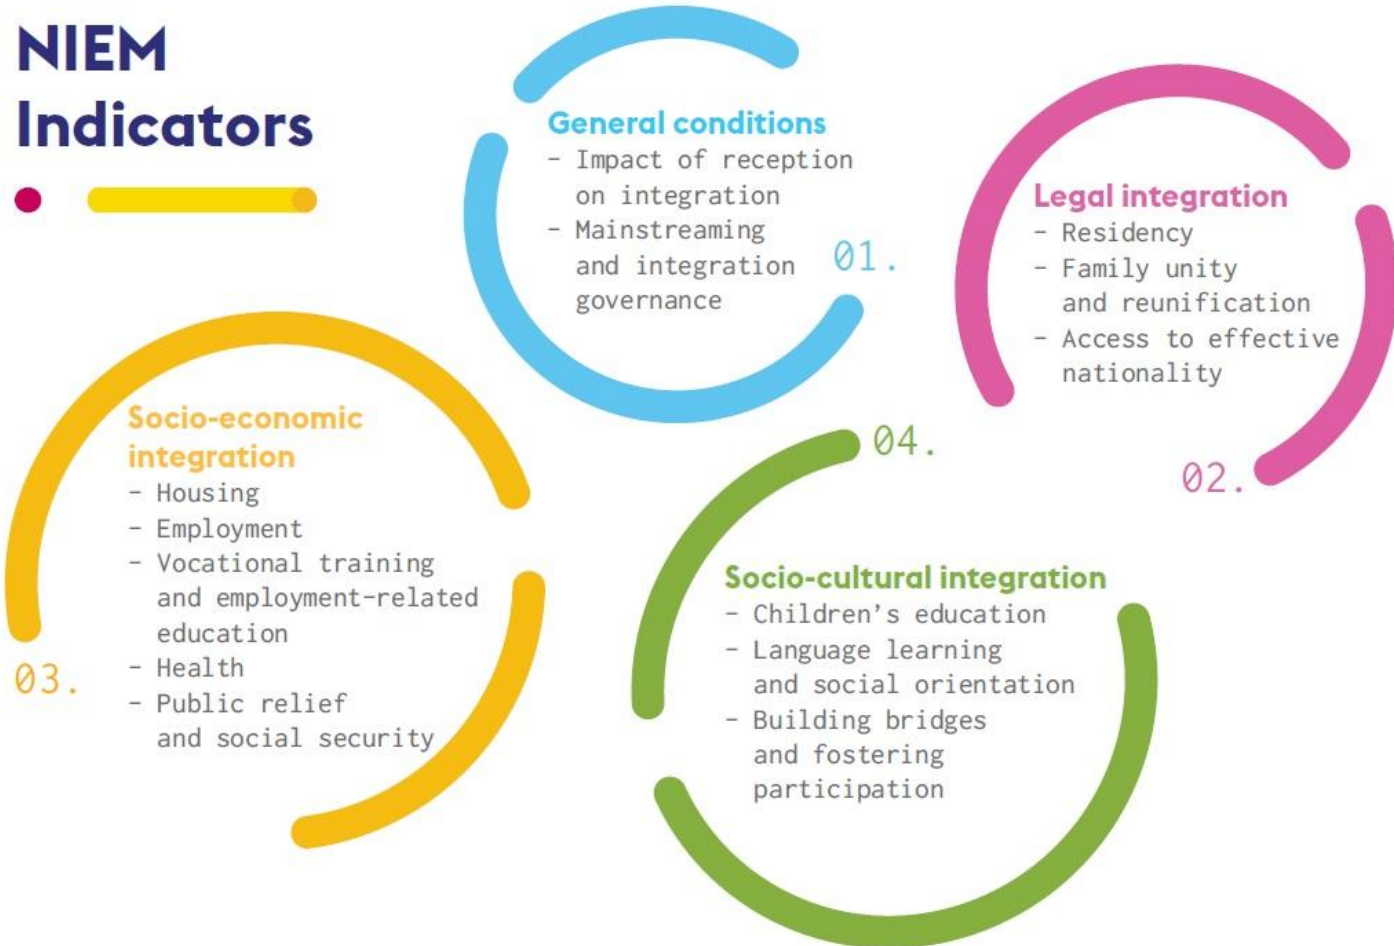 NIEM
Indicators
General conditions
- Impact of reception
on integration
- Mainstreaming
and integration
governance
01.
Legal integration
- Residency
- Family unity
and reunification
- Access to effective
nationality
02.
Socio-economic
integration
- Housing
- Employment
- Vocational training
and employment-related
education
- Health
- Public relief
and social security
03.
04.
Socio-cultural integration
- Children’s education
- Language learning
and social orientation
- Building bridges
and fostering
participation